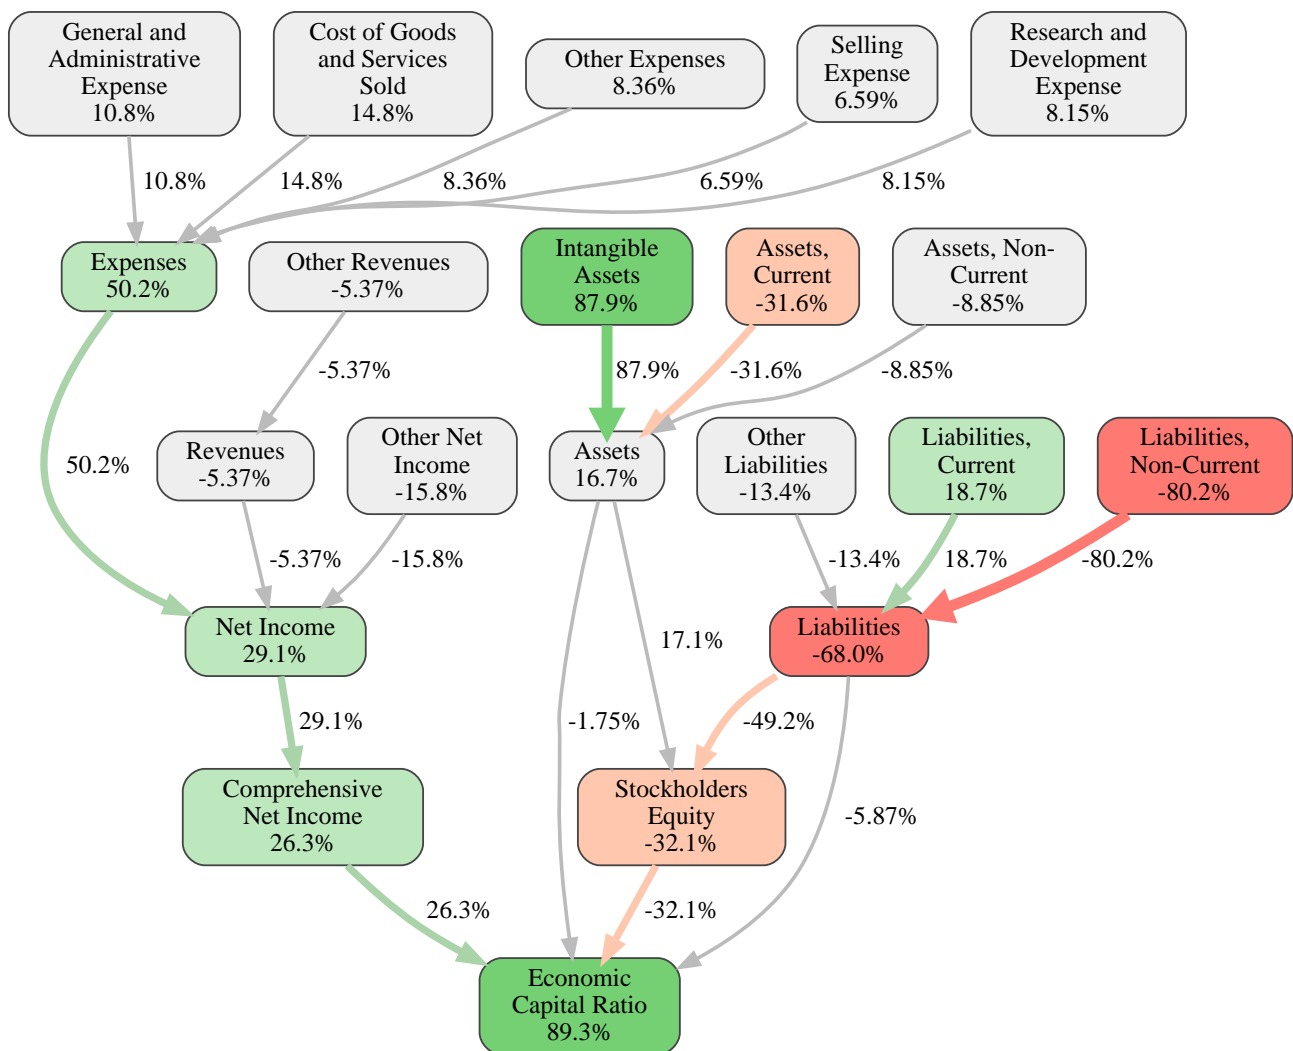 General and
Administrative
Expense
10.8%
Cost of Goods
and Services
Sold
14.8%
Other Expenses
8.36%
Selling
Expense
6.59%
Research and
Development
Expense
8.15%
10.8%
14.8%
8.36%
6.59%
8.15%
Expenses
50.2%
Other Revenues
-5.37%
Intangible
Assets
87.9%
Assets,
Current
-31.6%
Assets, Non-
Current
-8.85%
-5.37%
87.9%
-31.6%
-8.85%
50.2%
Revenues
-5.37%
Other Net
Income
-15.8%
Assets
16.7%
Other
Liabilities
-13.4%
Liabilities,
Current
18.7%
Liabilities,
Non-Current
-80.2%
-5.37%
-15.8%
-13.4%
18.7%
-80.2%
Net Income
29.1%
17.1%
Liabilities
-68.0%
29.1%
-1.75%
-49.2%
Comprehensive
Net Income
26.3%
Stockholders
Equity
-32.1%
-5.87%
26.3%
-32.1%
Economic
Capital Ratio
89.3%